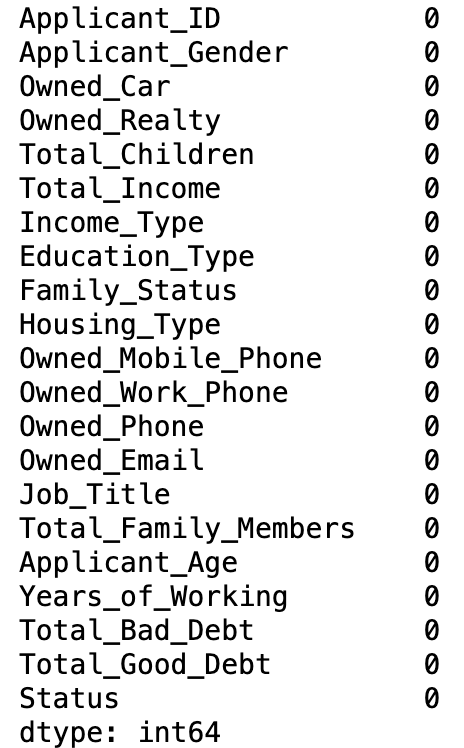 Applicant_ID 0
Applicant_Gender 0
Owned_Car 0
Owned_Realty 0
Total_Children 0
Total_Income 0
Income_Type 0
Education_Type 0
Family_Status 0
Housing_Type 0
Owned_Mobile_Phone 0
Owned_Work_Phone 0
Owned_Phone 0
Owned_Email 0
Job_Title 0
Total_Family_Members 0
Applicant_Age 0
Years_of_Working 0
Total_Bad_Debt 0
Total_Good_Debt 0
Status 0
dtype: int64